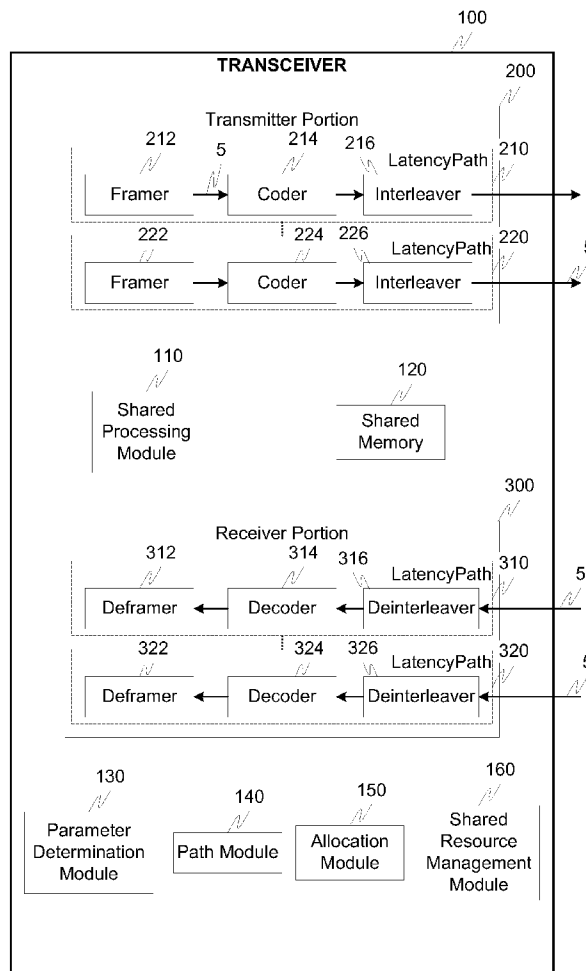 100
TRANSCEIVER
200
Transmitter Portion
212
5
214
216
LatencyPath
210
Framer
Coder
Interleaver
222
224
226
LatencyPath
220
5
Framer
Coder
Interleaver
110
120
Shared
Processing
Module
Shared
Memory
300
Receiver Portion
312
314
316
LatencyPath
310
5
Deframer
Decoder
Deinterleaver
322
324
326
LatencyPath
320
5
Deframer
Decoder
Deinterleaver
130
140
150
160
Parameter
Determination
Module
Path Module
Allocation
Module
Shared
Resource
Management
Module